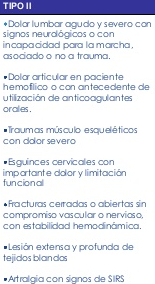 TIPO II
•Dolor lumbar agudo y severo con
signos neurológicos o con
incapacidad para la marcha,
asociado o no a trauma.
•Dolor articular en paciente
hemofílico o con antecedente de
utilización de anticoagulantes
orales.
•Traumas músculo esqueléticos
con dolor severo
•Esguinces cervicales con
importante dolor y limitación
funcional
•Fracturas cerradas o abiertas sin
compromiso vascular o nervioso,
con estabilidad hemodinámica.
•Lesión extensa y profunda de
tejidos blandos
•Artralgia con signos de SIRS